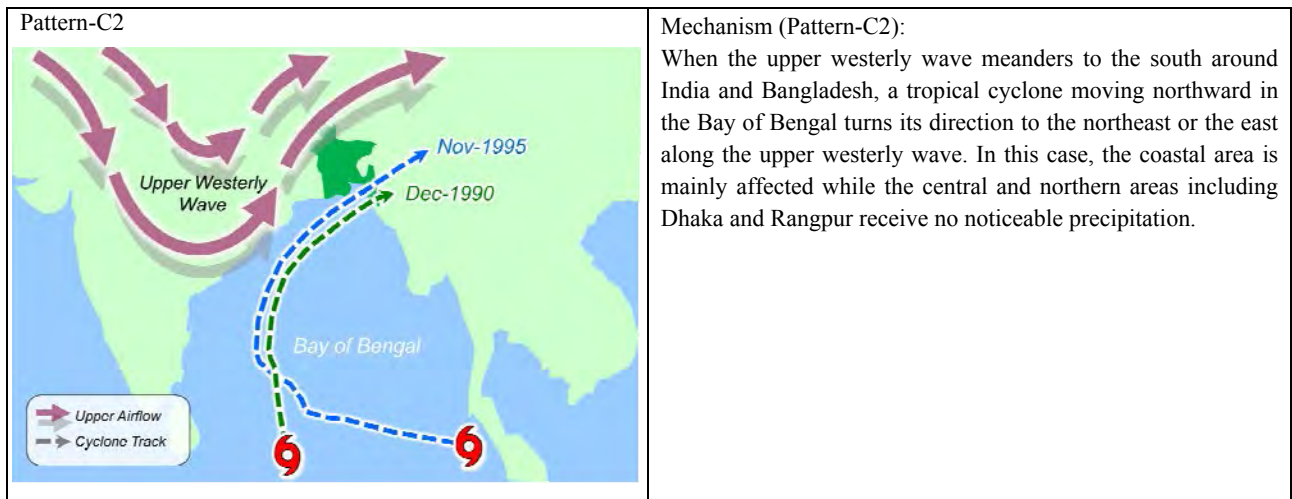 Pattern-C2
Nov-1995
Upper Westerly
Wave
Dec-1990
Bay of Bengal
Upper Airflow
Cyclone Track
Mechanism (Pattern-C2):
When the upper westerly wave meanders to the south around
India and Bangladesh, a tropical cyclone moving northward in
the Bay of Bengal turns its direction to the northeast or the east
along the upper westerly wave. In this case, the coastal area is
mainly affected while the central and northern areas including
Dhaka and Rangpur receive no noticeable precipitation.